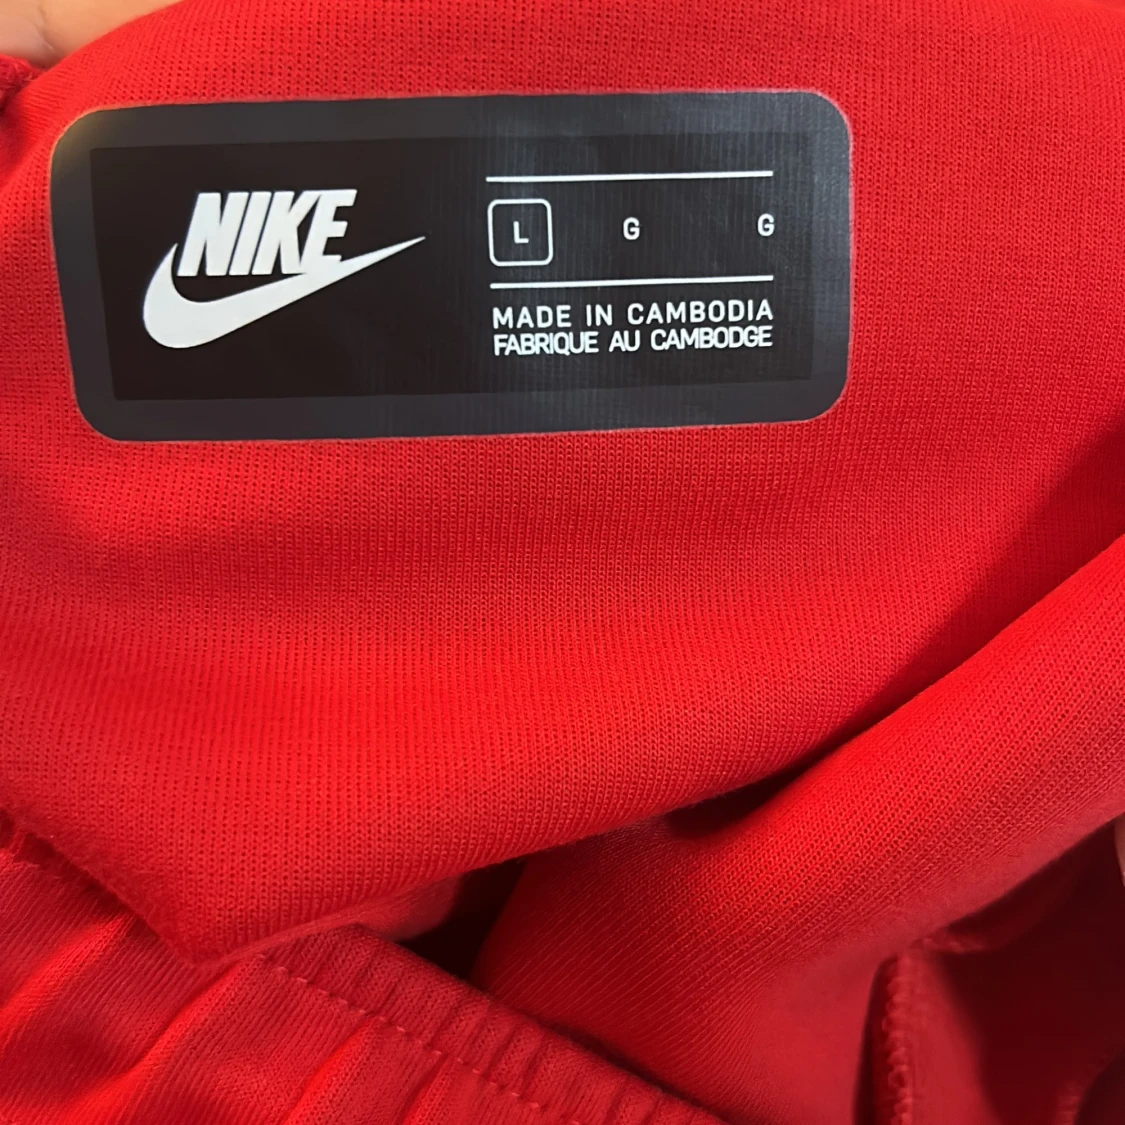 NIKE
L G G
MADE IN CAMBODIA
FABRIQUE AU CAMBODGE